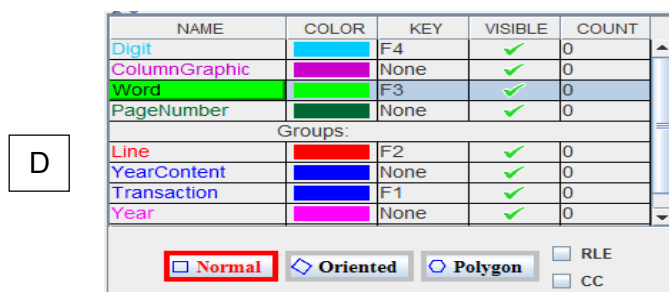 NAME COLOR KEY VISIBLE COUNT
Digit F4 0
ColumnGraphic None 0
Word F3 0
PageNumber None 0
Groups:
Line F2 0
YearContent None 0
Transaction F1 0
Year None 0
D
Normal Oriented Polygon RLE
CC